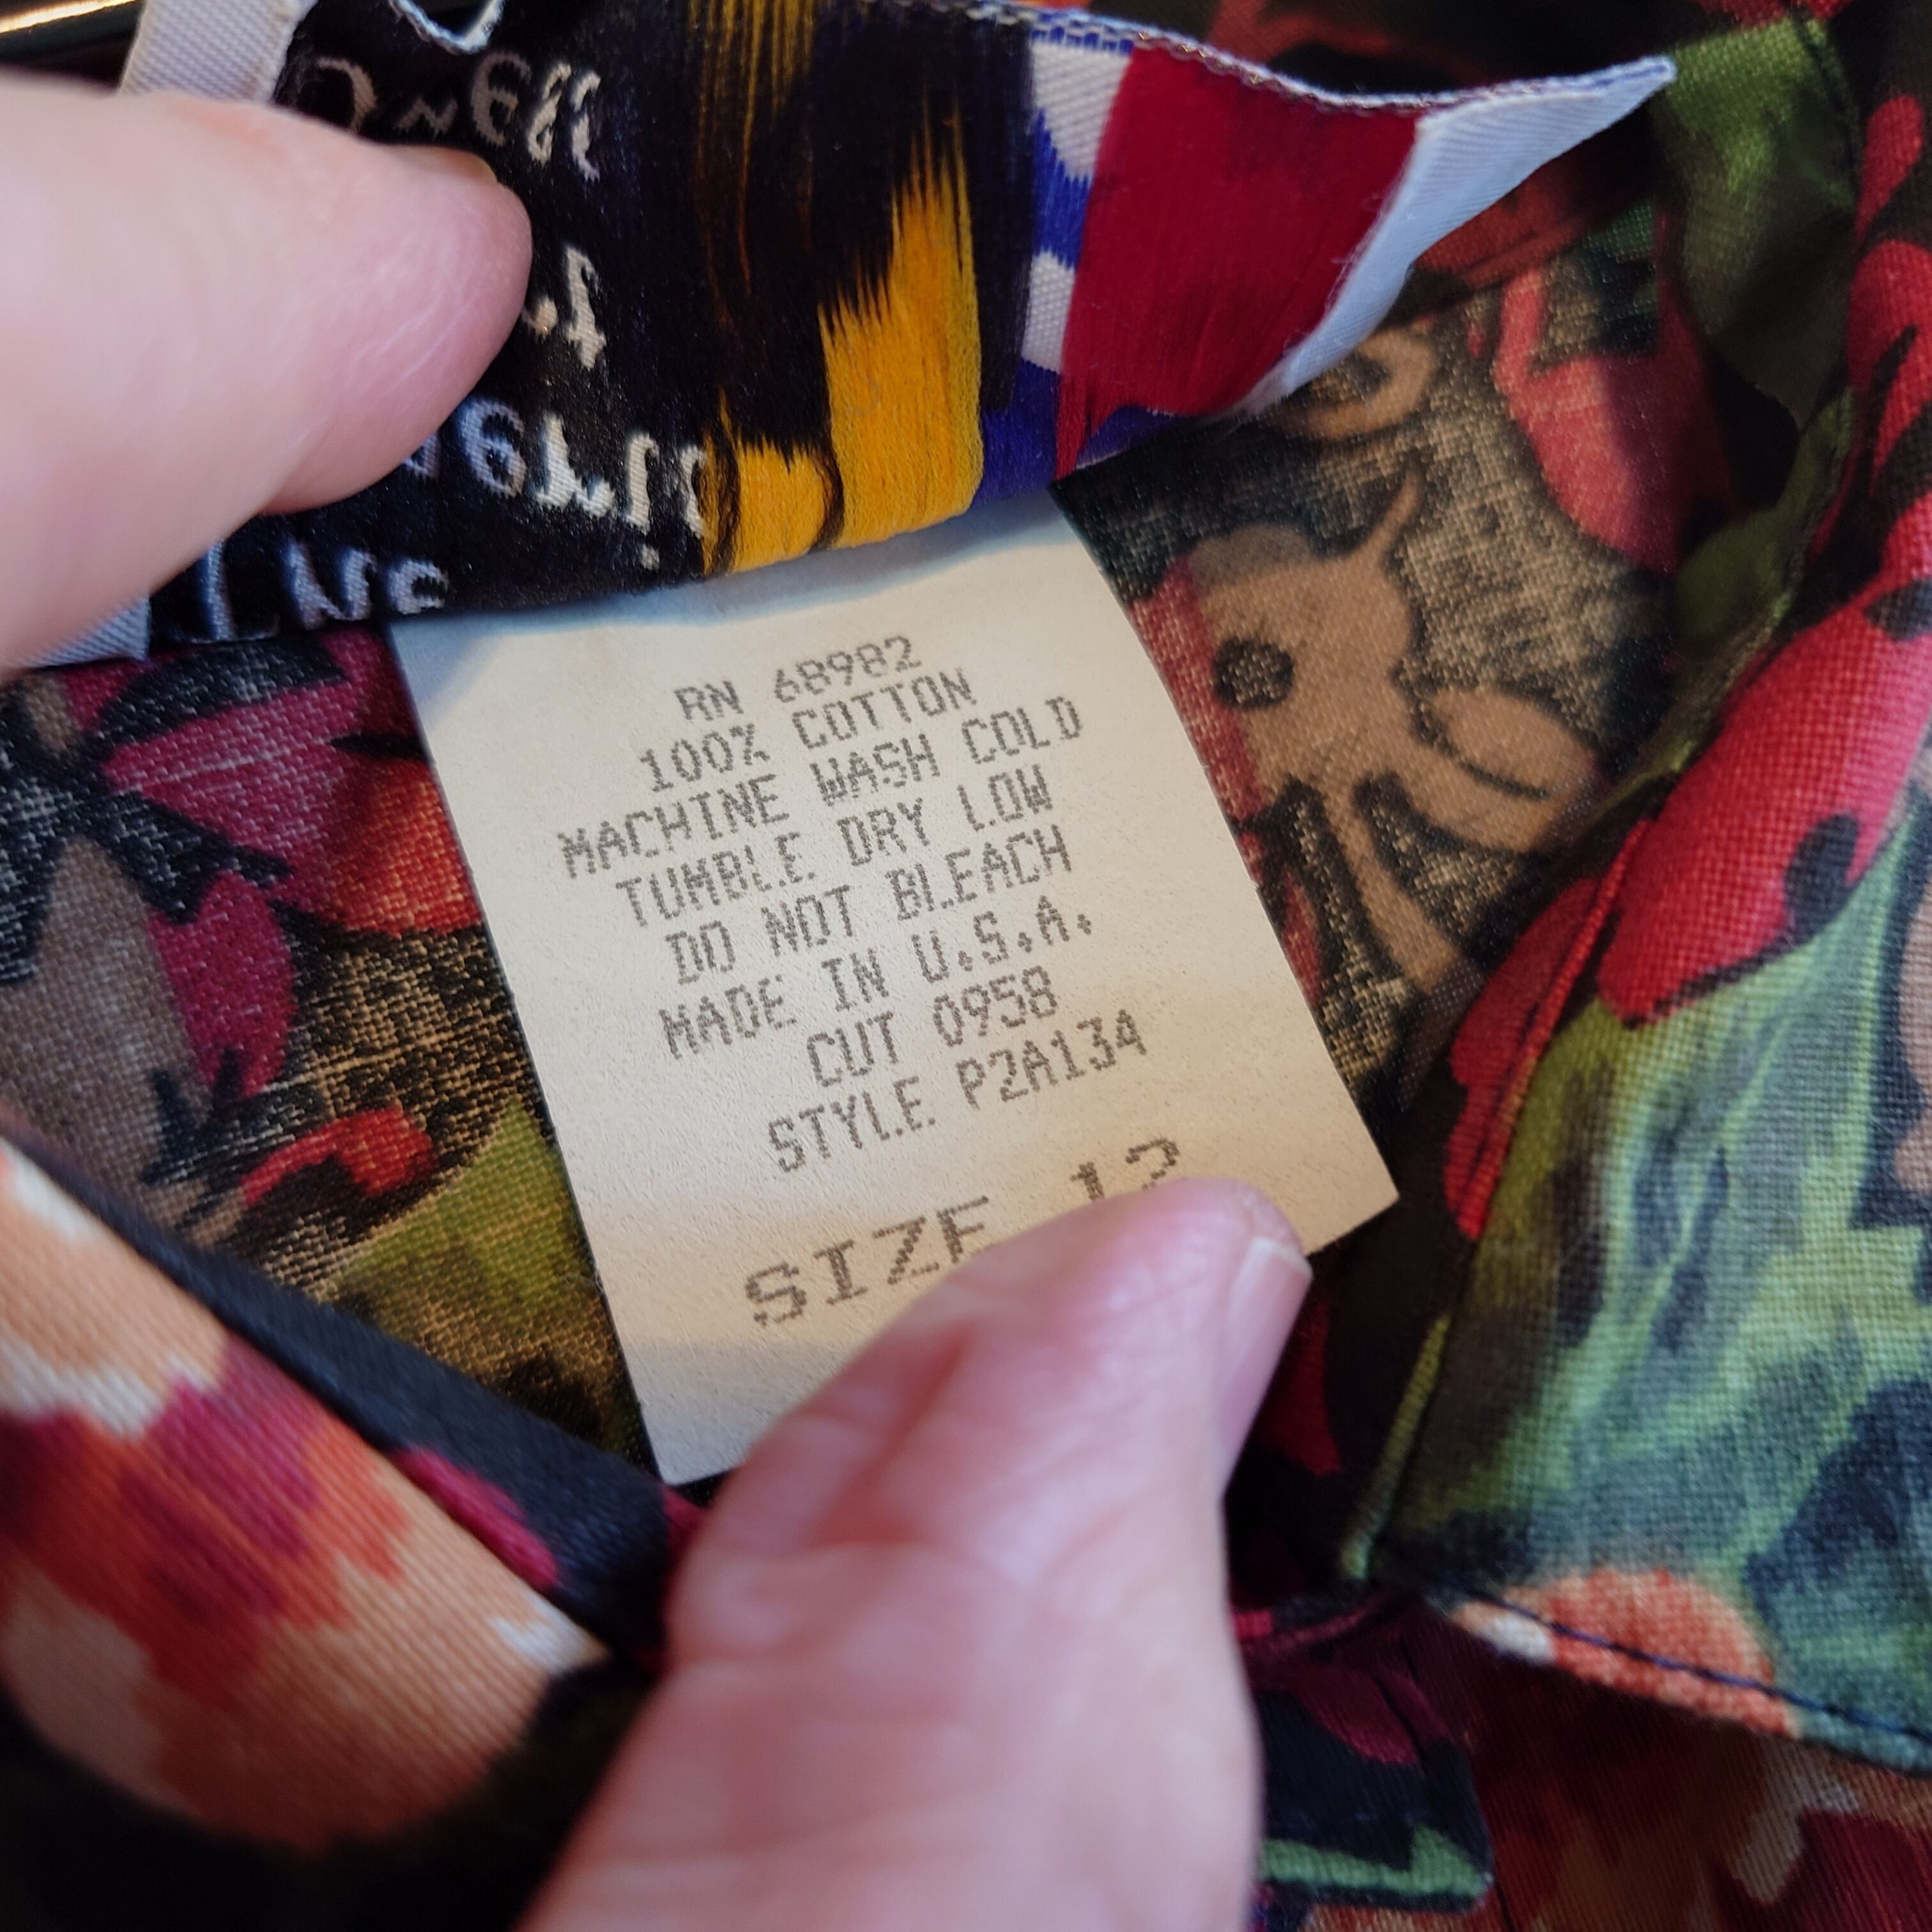 RN 68982
100% COTTON
MACHINE WASH COLD
TUMBLE DRY LOW
DO NOT BLEACH
MADE IN U.S.A.
CUT 0958
STYLE P2A134
SIZE 12